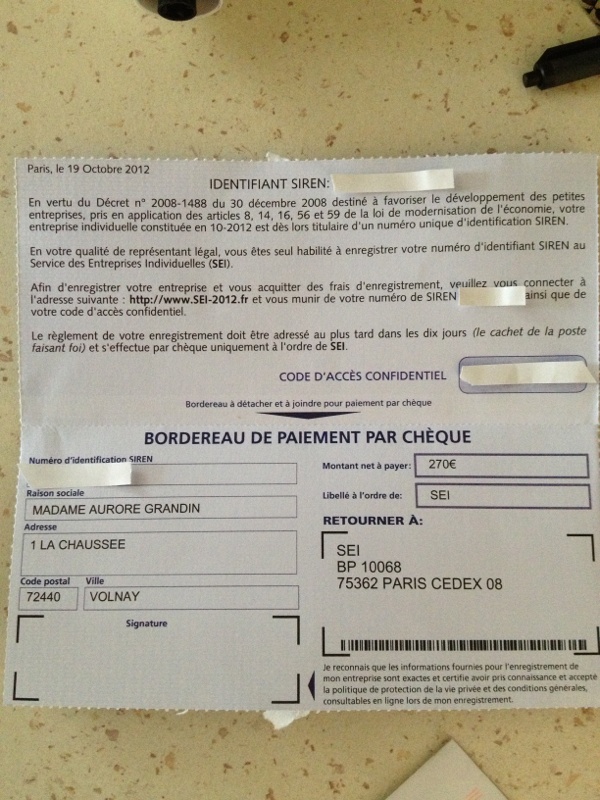 Paris, le 19 Octobre 2012
IDENTIFIANT SIREN:
En vertu du Décret n° 2008-1488 du 30 décembre 2008 destiné à favoriser le développement des petites
entreprises, pris en application des articles 8, 14, 16, 56 et 59 de la loi de modernisation de l'économie, votre
entreprise individuelle constituée en 10-2012 est dès lors titulaire d'un numéro unique d'identification SIREN.
En votre qualité de représentant légal, vous êtes seul habilité à enregistrer votre numéro d'identifiant SIREN au
Service des Entreprises Individuelles (SEI).
Afin d'enregistrer votre entreprise et vous acquitter des frais d'enregistrement, veuillez vous connecter à
l'adresse suivante : http://www.SEI-2012.fr et vous munir de votre numéro de SIREN ainsi que de
votre code d'accès confidentiel.
Le règlement de votre enregistrement doit être adressé au plus tard dans les dix jours (le cachet de la poste
faisant foi) et s'effectue par chèque uniquement à l'ordre de SEI.
CODE D'ACCÈS CONFIDENTIEL
Bordereau à détacher et à joindre pour paiement par chèque
BORDEREAU DE PAIEMENT PAR CHÈQUE
Numéro d'identification SIREN
Raison sociale
MADAME AURORE GRANDIN
Adresse
1 LA CHAUSSEE
Code postal Ville
72440 VOLNAY
Signature
Montant net à payer: 270€
Libellé à l'ordre de: SEI
RETOURNER À:
SEI
BP 10068
75362 PARIS CEDEX 08
Je reconnais que les informations fournies pour l'enregistrement de
mon entreprise sont exactes et certifie avoir pris connaissance et accepté
la politique de protection de la vie privée et des conditions générales,
consultables en ligne lors de mon enregistrement.